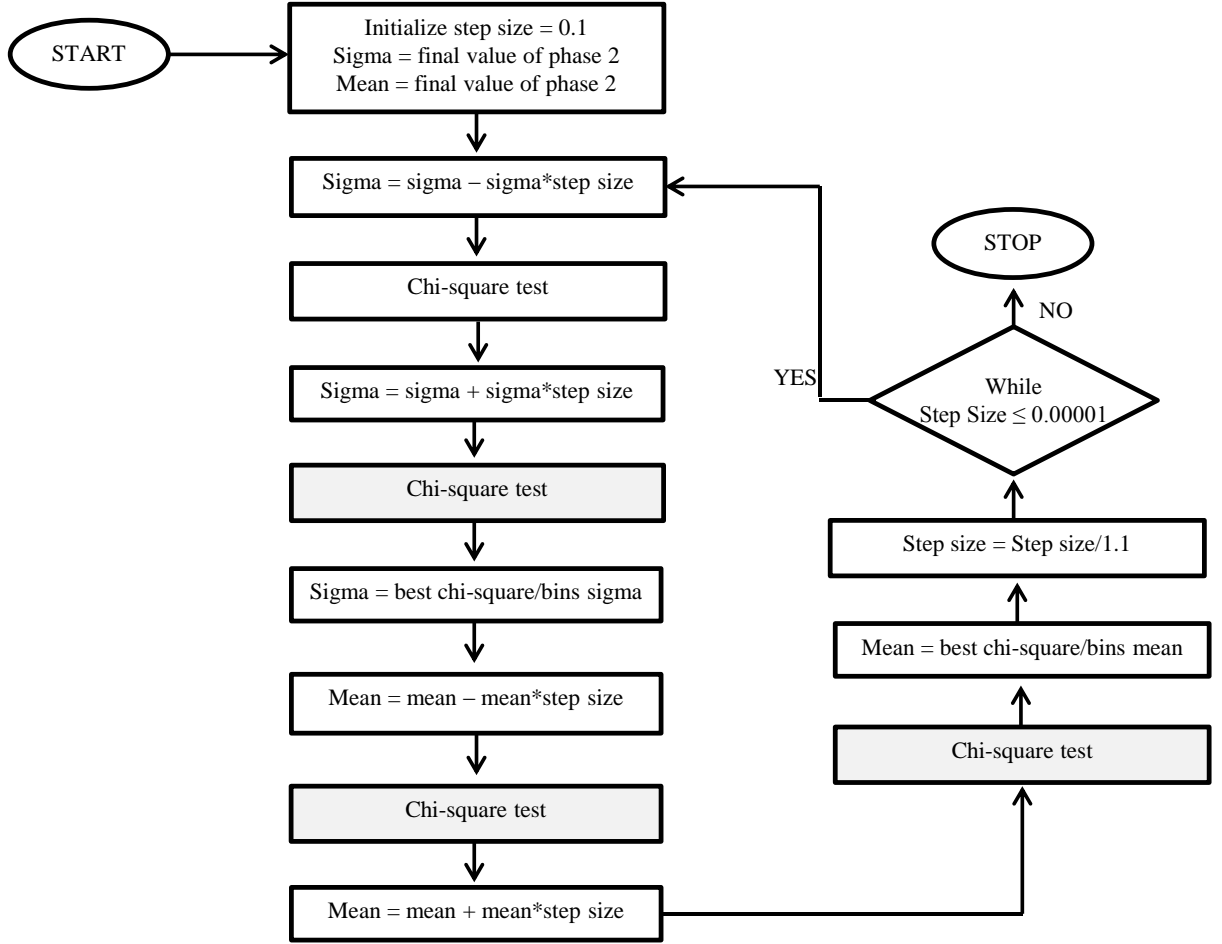 START
Initialize step size = 0.1
Sigma = final value of phase 2
Mean = final value of phase 2
Sigma = sigma – sigma*step size
Chi-square test
Sigma = sigma + sigma*step size
Chi-square test
Sigma = best chi-square/bins sigma
Mean = mean – mean*step size
Chi-square test
Mean = mean + mean*step size
Chi-square test
Mean = best chi-square/bins mean
Step size = Step size/1.1
While
Step Size ≤ 0.00001
YES
NO
STOP